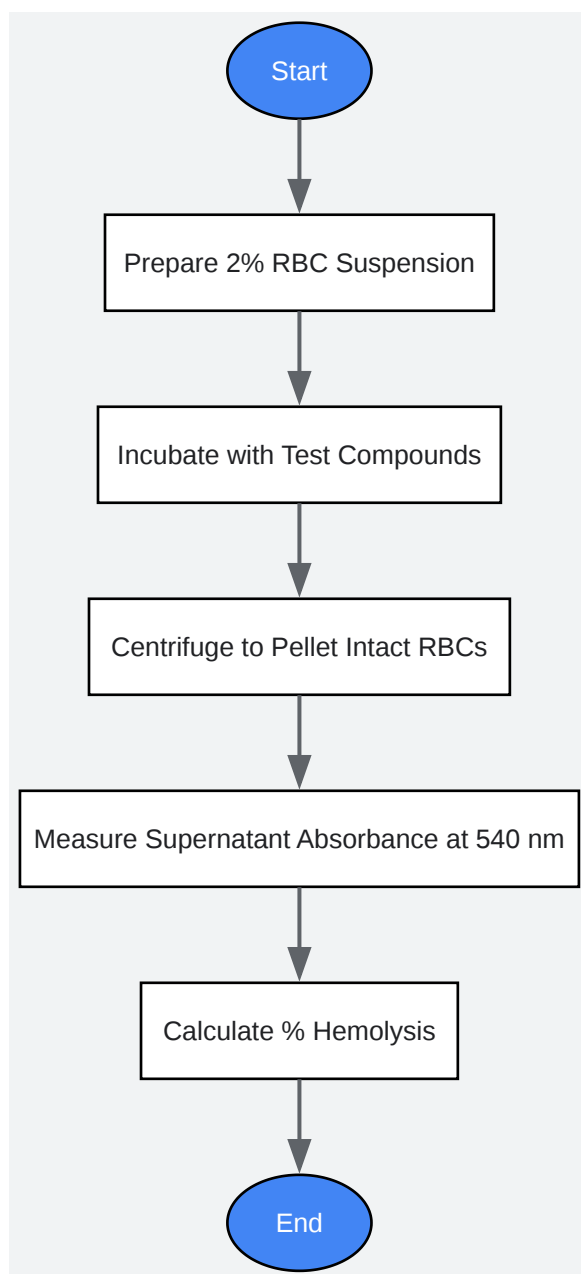 Start
Prepare 2% RBC Suspension
Incubate with Test Compounds
Centrifuge to Pellet Intact RBCs
Measure Supernatant Absorbance at 540 nm
Calculate % Hemolysis
End